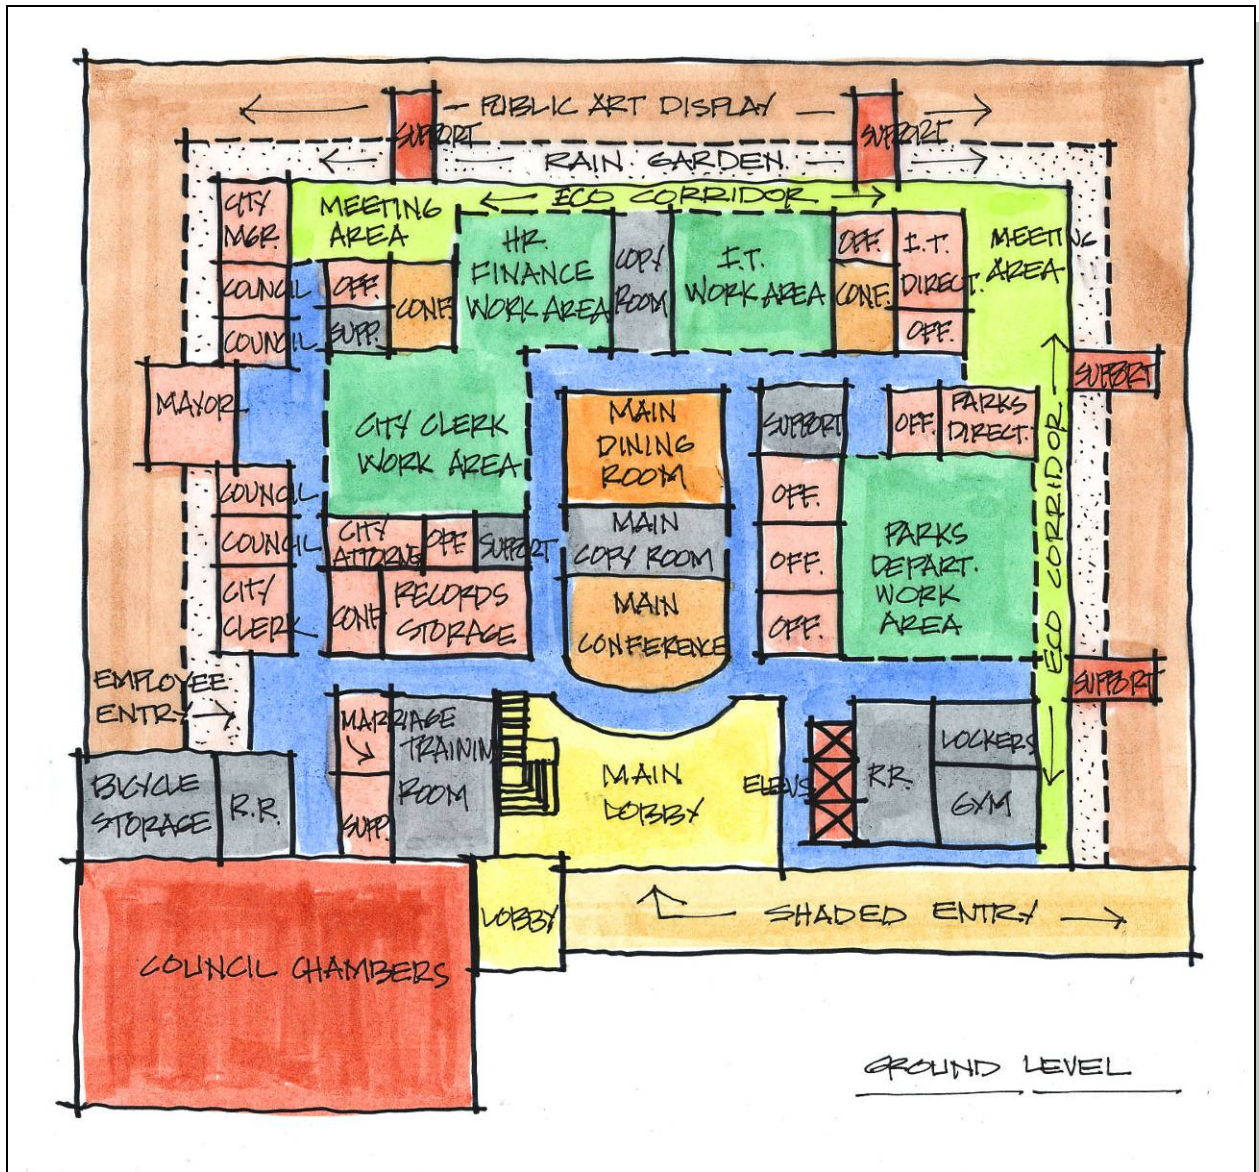 PUBLIC ART DISPLAY
SUPPORT
SUPPORT
RAIN GARDEN
ECO CORRIDOR
CITY
MGR.
MEETING
AREA
HR.
FINANCE
WORK AREA
COPY
ROOM
I.T.
WORK AREA
OFF.
CONF.
I.T.
DIRECT.
OFF.
MEETING
AREA
COUNCIL
COUNCIL
OFF.
SUPP.
CONF.
MAYOR
SUPPORT
CITY CLERK
WORK AREA
MAIN
DINING
ROOM
SUPPORT
OFF.
PARKS
DIRECT.
COUNCIL
COUNCIL
CITY
CLERK
CITY
ATTORNEY
OFF
SUPPORT
CONF
RECORDS
STORAGE
MAIN
COPY ROOM
MAIN
CONFERENCE
OFF.
OFF.
OFF.
PARKS
DEPART.
WORK
AREA
ECO CORRIDOR
SUPPORT
EMPLOYEE
ENTRY
MARRIAGE
TRAINING
ROOM
SUPP.
MAIN
LOBBY
ELEVS
R.R.
LOCKERS
GYM
BICYCLE
STORAGE
R.R.
LOBBY
SHADED ENTRY
COUNCIL CHAMBERS
GROUND LEVEL